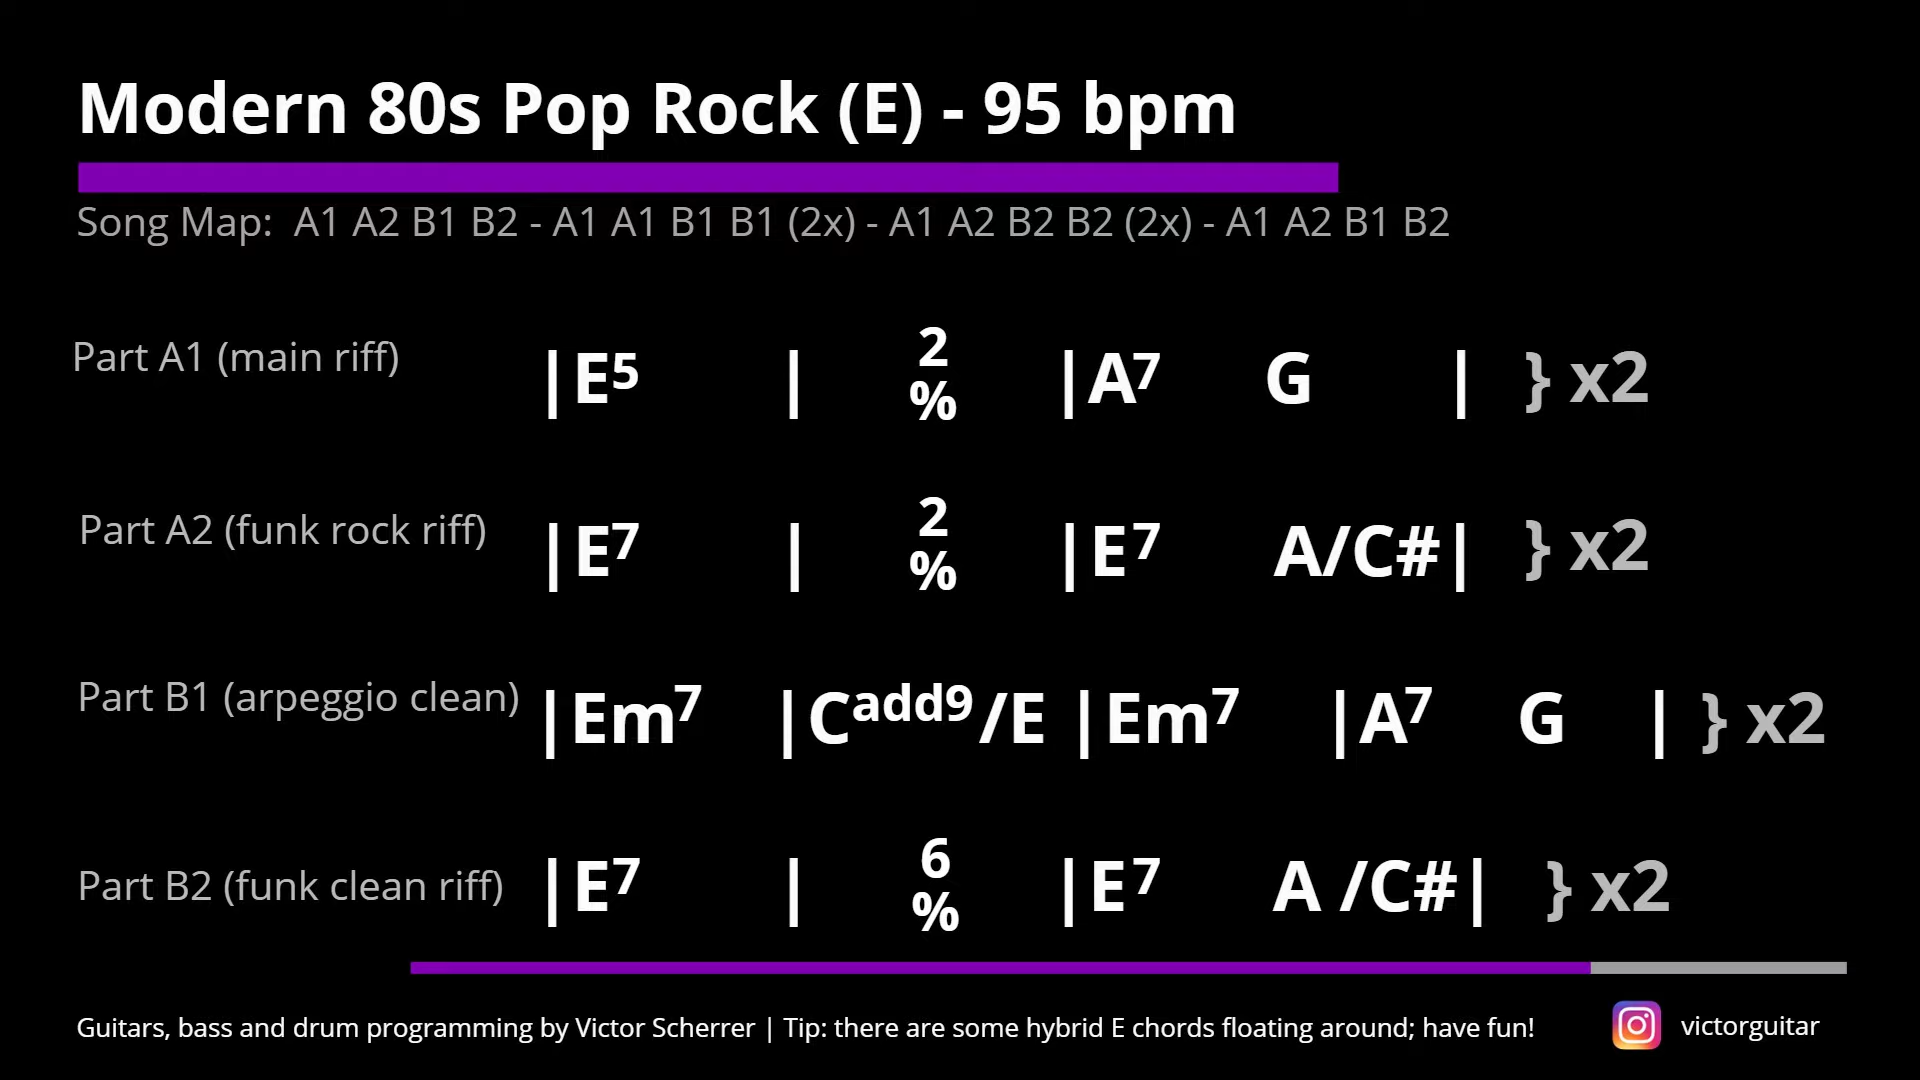 Modern 80s Pop Rock (E) - 95 bpm
Song Map: A1 A2 B1 B2 - A1 A1 B1 B1 (2x) - A1 A2 B2 B2 (2x) - A1 A2 B1 B2
Part A1 (main riff) |E5 | 2 % |A7 G | } x2
Part A2 (funk rock riff) |E7 | 2 % |E7 A/C#| } x2
Part B1 (arpeggio clean) |Em7 |Cadd9/E |Em7 |A7 G | } x2
Part B2 (funk clean riff) |E7 | 6 % |E7 A /C#| } x2
Guitars, bass and drum programming by Victor Scherrer | Tip: there are some hybrid E chords floating around; have fun! victorguitar